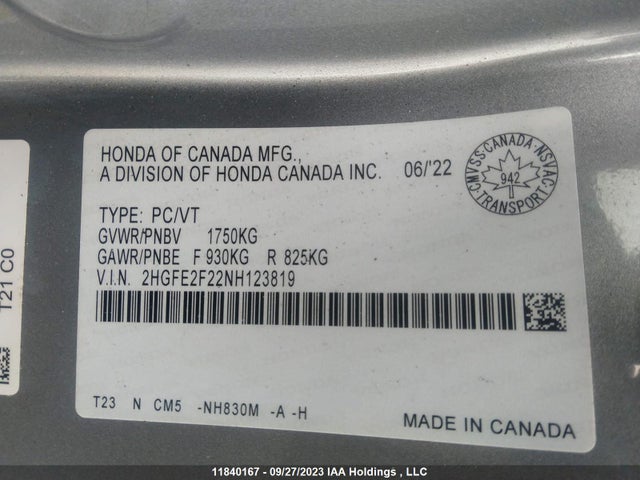 HONDA OF CANADA MFG.,
A DIVISION OF HONDA CANADA INC. 06/'22
CMVSS·CANADA·NSVAC
942
TRANSPORT
TYPE: PC/VT
GVWR/PNBV 1750KG
GAWR/PNBE F 930KG R 825KG
V.I.N. 2HGFE2F22NH123819
T23 N CM5 -NH830M -A -H
MADE IN CANADA
T21 C0
11840167 - 09/27/2023 IAA Holdings , LLC